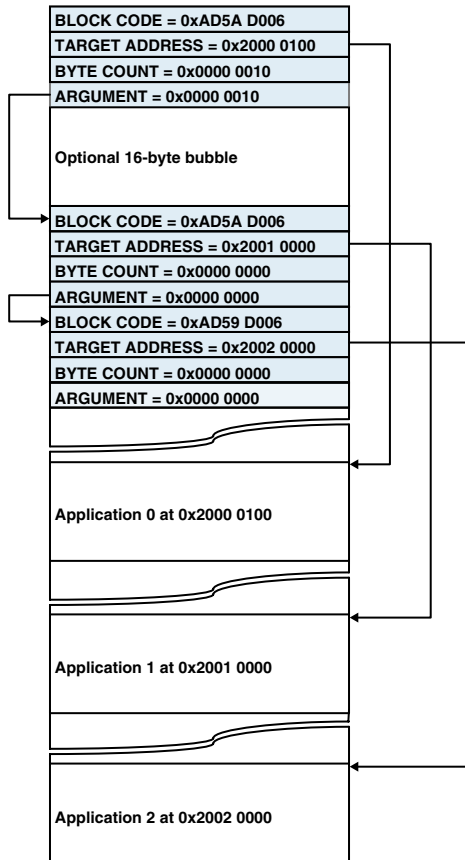 BLOCK CODE = 0xAD5A D006
TARGET ADDRESS = 0x2000 0100
BYTE COUNT = 0x0000 0010
ARGUMENT = 0x0000 0010
Optional 16-byte bubble
BLOCK CODE = 0xAD5A D006
TARGET ADDRESS = 0x2001 0000
BYTE COUNT = 0x0000 0000
ARGUMENT = 0x0000 0000
BLOCK CODE = 0xAD59 D006
TARGET ADDRESS = 0x2002 0000
BYTE COUNT = 0x0000 0000
ARGUMENT = 0x0000 0000
Application 0 at 0x2000 0100
Application 1 at 0x2001 0000
Application 2 at 0x2002 0000